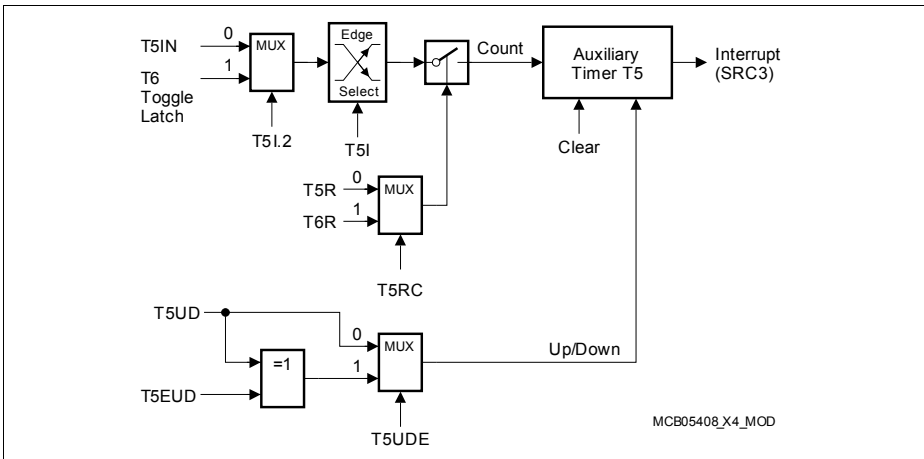 T5IN
0
MUX
T6
Toggle
Latch
1
T5I.2
Edge
Select
T5I
Count
Auxiliary
Timer T5
Interrupt
(SRC3)
Clear
T5R
0
MUX
T6R
1
T5RC
T5UD
0
MUX
=1
1
T5EUD
T5UDE
Up/Down
MCB05408_X4_MOD